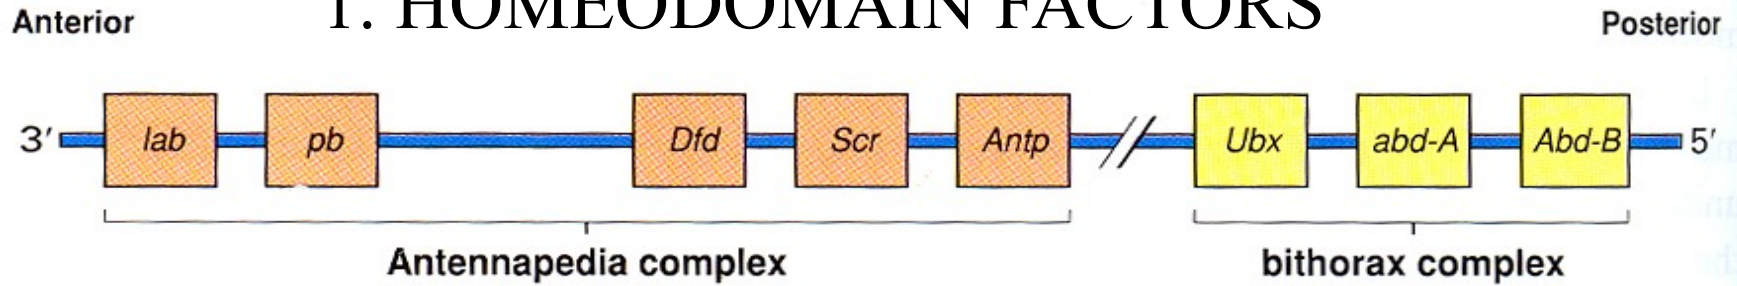 1. HOMEODOMAIN FACTORS
Anterior Posterior
3′ lab pb Dfd Scr Antp Ubx abd-A Abd-B 5′
Antennapedia complex bithorax complex